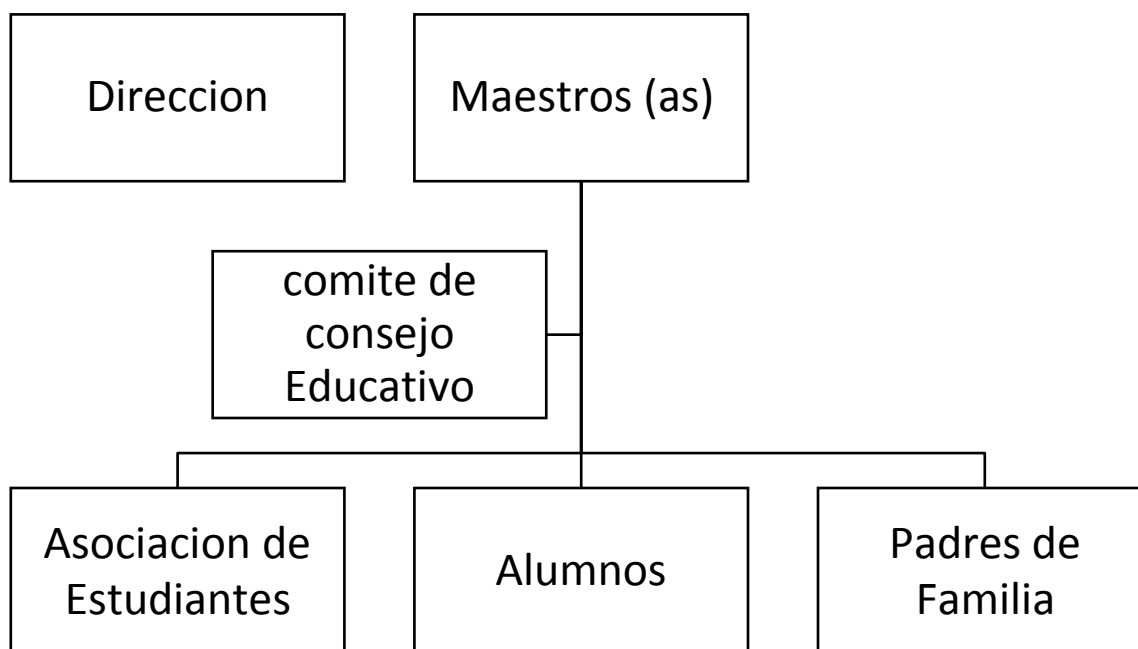 Direccion
Maestros (as)
comite de
consejo
Educativo
Asociacion de
Estudiantes
Alumnos
Padres de
Familia